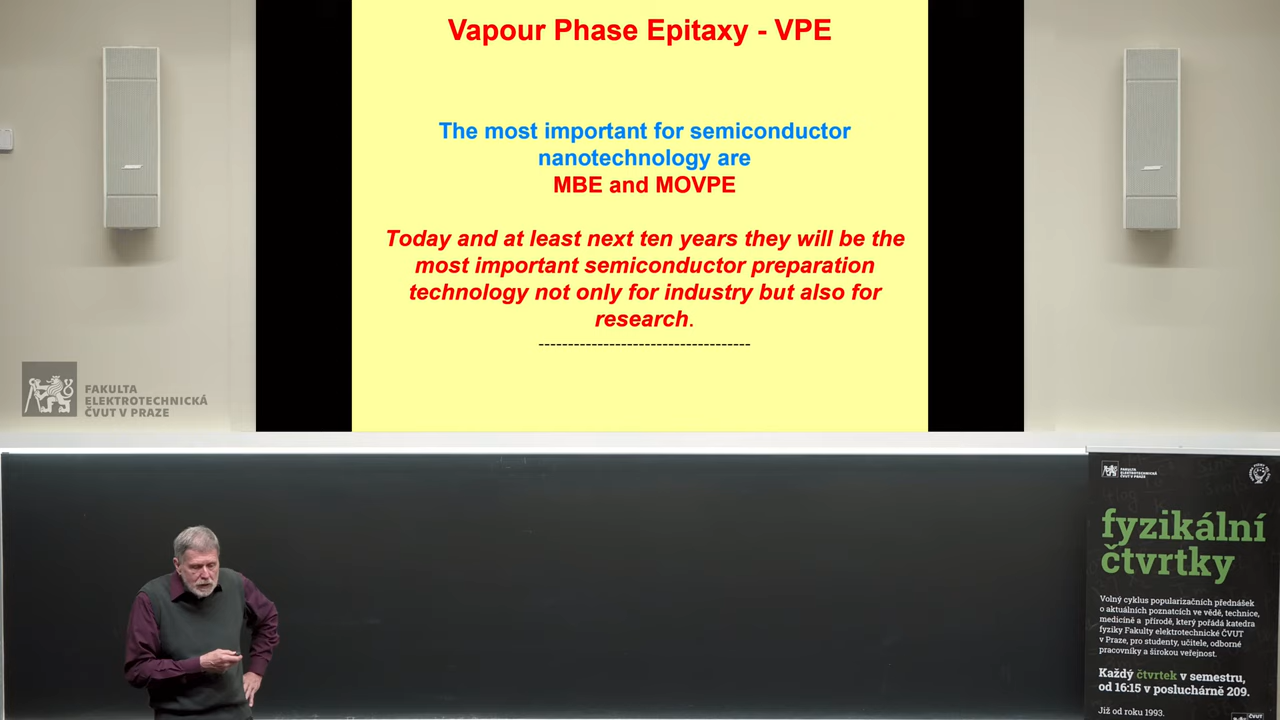 Vapour Phase Epitaxy - VPE
The most important for semiconductor
nanotechnology are
MBE and MOVPE
Today and at least next ten years they will be the
most important semiconductor preparation
technology not only for industry but also for
research.
-----------------------------------
FAKULTA
ELEKTROTECHNICKÁ
ČVUT V PRAZE
FAKULTA
ELEKTROTECHNICKÁ
ČVUT V PRAZE
fyzikální
čtvrtky
Volný cyklus popularizačních přednášek
o aktuálních poznatcích ve vědě, technice,
medicíně a přírodě, který pořádá katedra
fyziky Fakulty elektrotechnické ČVUT
v Praze, pro studenty, učitele, odborné
pracovníky a širokou veřejnost.
Každý čtvrtek v semestru,
od 16:15 v posluchárně 209.
Již od roku 1993.